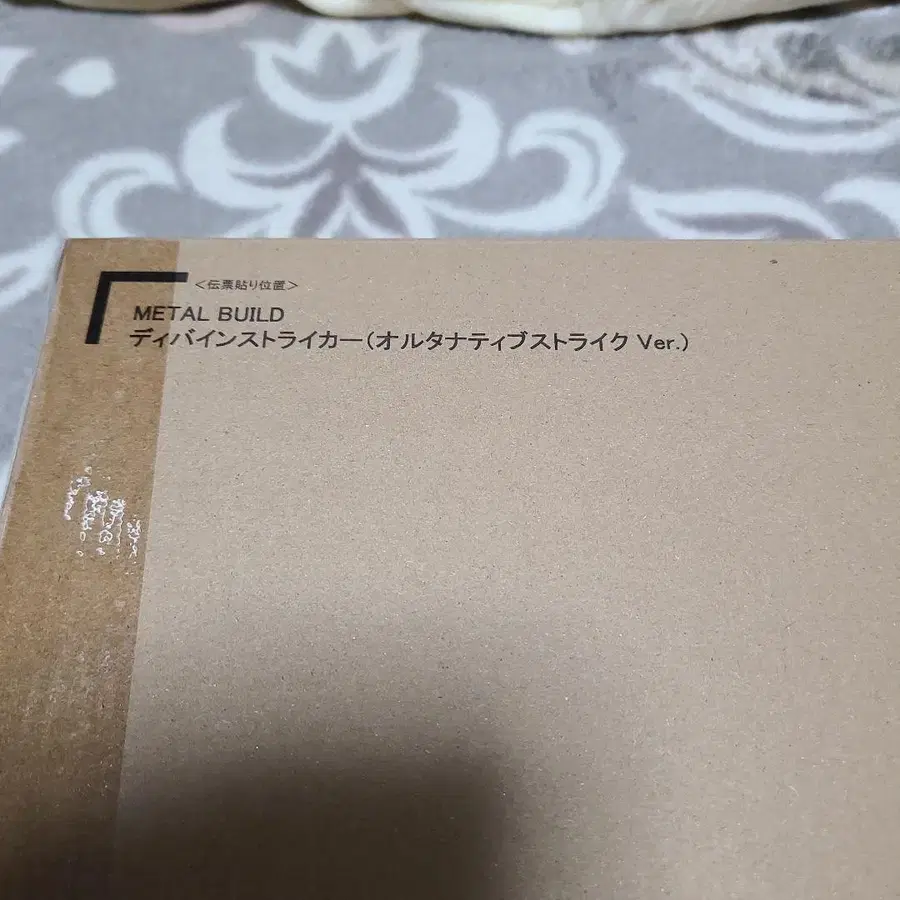 ＜伝票貼り位置＞
METAL BUILD
ディバインストライカー（オルタナティブストライク Ver.）